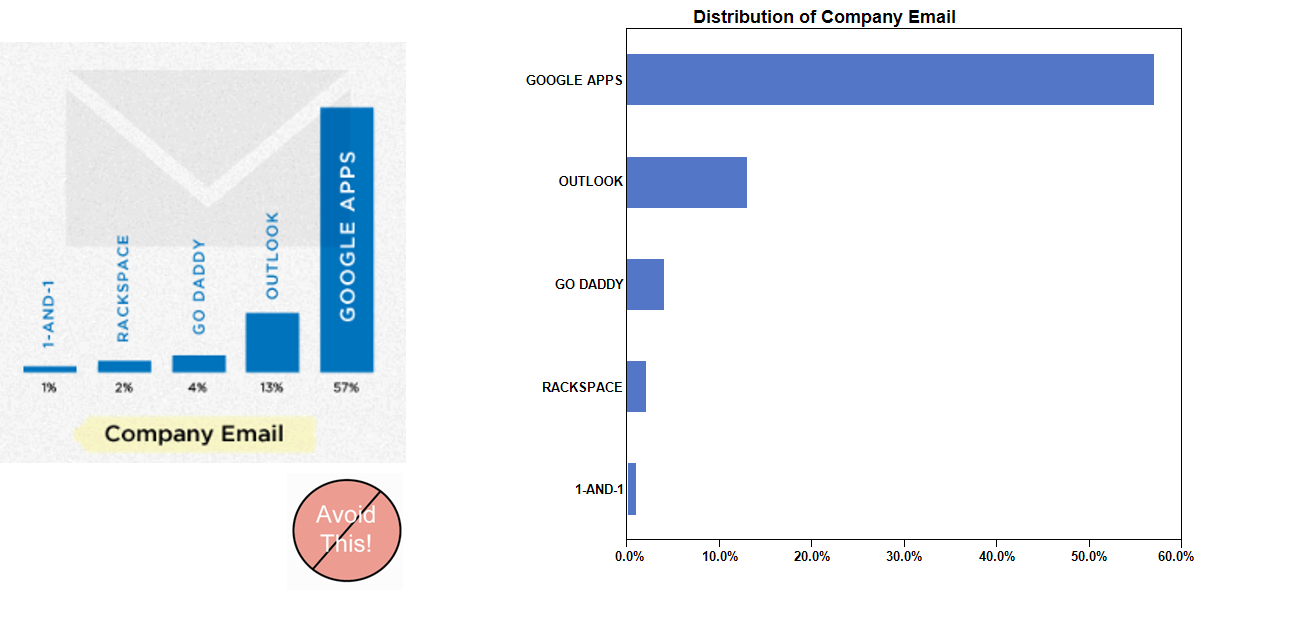 1-AND-1
RACKSPACE
GO DADDY
OUTLOOK
GOOGLE APPS
1%
2%
4%
13%
57%
Company Email
Avoid
This!
Distribution of Company Email
GOOGLE APPS
OUTLOOK
GO DADDY
RACKSPACE
1-AND-1
0.0%
10.0%
20.0%
30.0%
40.0%
50.0%
60.0%